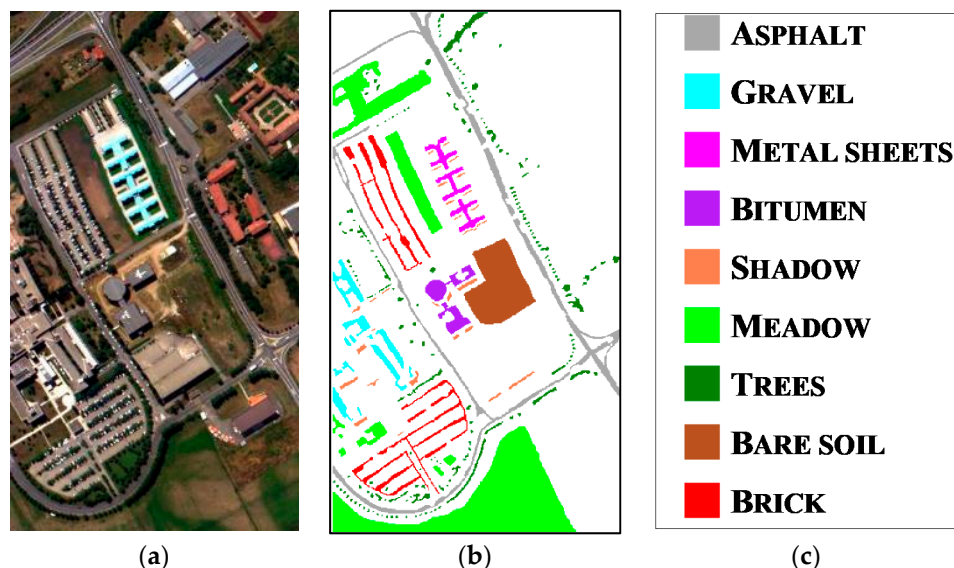 ASPHALT
GRAVEL
METAL SHEETS
BITUMEN
SHADOW
MEADOW
TREES
BARE SOIL
BRICK
(a)
(b)
(c)